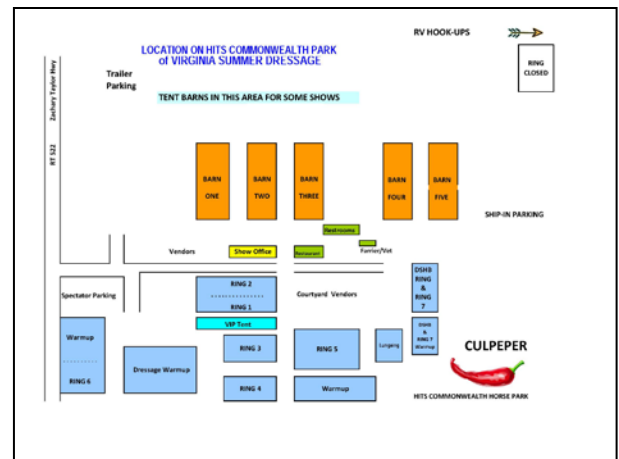 RV HOOK-UPS
LOCATION ON HITS COMMONWEALTH PARK
of VIRGINIA SUMMER DRESSAGE
RING
CLOSED
Trailer
Parking
TENT BARNS IN THIS AREA FOR SOME SHOWS
Zachary Taylor Hwy
RT 522
BARN
ONE
BARN
TWO
BARN
THREE
BARN
FOUR
BARN
FIVE
SHIP-IN PARKING
Restrooms
Vendors
Show Office
Restaurant
Farrier/Vet
Spectator Parking
RING 2
RING 1
Courtyard Vendors
DSHB
RING
&
RING
7
VIP Tent
Warmup
RING 6
Dressage Warmup
RING 3
RING 5
Lungeing
DSHB
&
RING 7
Warmup
CULPEPER
RING 4
Warmup
HITS COMMONWEALTH HORSE PARK